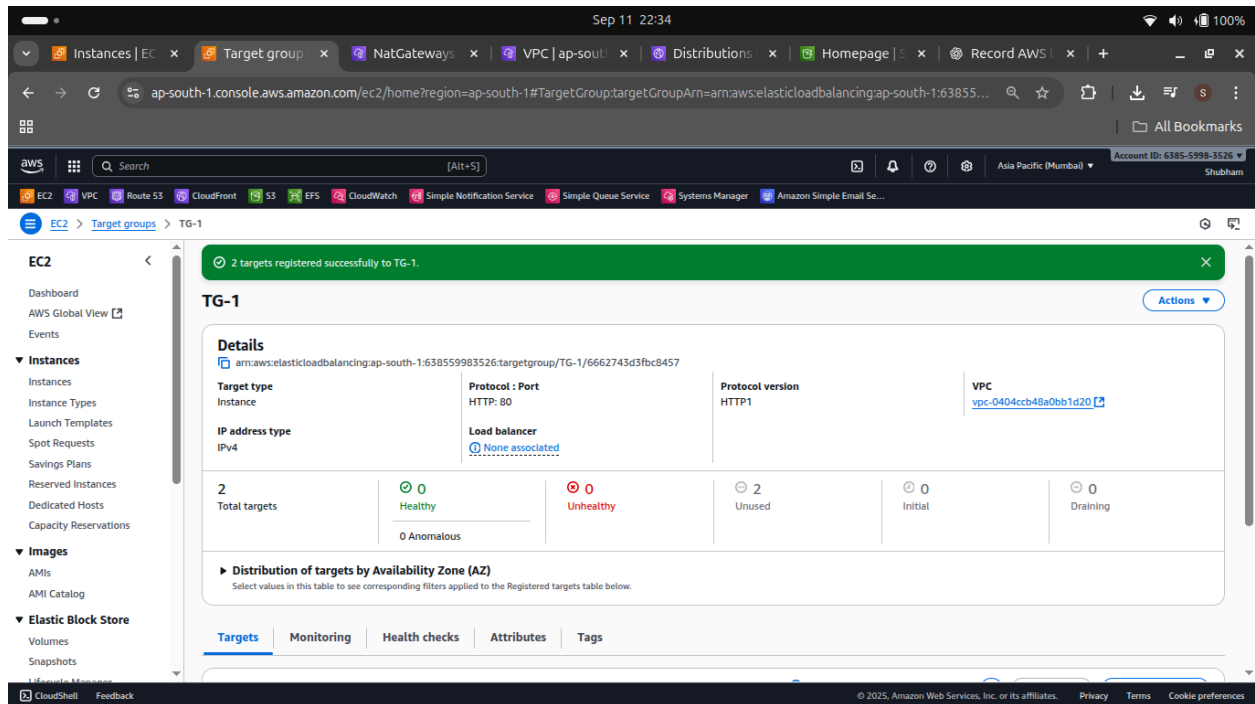 Sep 11 22:34
100%
Instances | EC
Target group
NatGateways
VPC | ap-sout
Distributions
Homepage | S
Record AWS
ap-south-1.console.aws.amazon.com/ec2/home?region=ap-south-1#TargetGroup:targetGroupArn=arn:aws:elasticloadbalancing:ap-south-1:63855...
S
All Bookmarks
aws
Search
[Alt+S]
Asia Pacific (Mumbai)
Account ID: 6385-5998-3526
Shubham
EC2 VPC Route 53 CloudFront S3 EFS CloudWatch Simple Notification Service Simple Queue Service Systems Manager Amazon Simple Email Se...
EC2 > Target groups > TG-1
EC2
Dashboard
AWS Global View
Events
Instances
Instances
Instance Types
Launch Templates
Spot Requests
Savings Plans
Reserved Instances
Dedicated Hosts
Capacity Reservations
Images
AMIs
AMI Catalog
Elastic Block Store
Volumes
Snapshots
Lifecycle Manager
2 targets registered successfully to TG-1.
TG-1
Actions
Details
arn:aws:elasticloadbalancing:ap-south-1:638559983526:targetgroup/TG-1/6662743d3fbc8457
Target type
Instance
Protocol : Port
HTTP: 80
Protocol version
HTTP1
VPC
vpc-0404ccb48a0bb1d20
IP address type
IPv4
Load balancer
None associated
2
Total targets
0
Healthy
0 Anomalous
0
Unhealthy
2
Unused
0
Initial
0
Draining
Distribution of targets by Availability Zone (AZ)
Select values in this table to see corresponding filters applied to the Registered targets table below.
Targets Monitoring Health checks Attributes Tags
CloudShell Feedback
© 2025, Amazon Web Services, Inc. or its affiliates. Privacy Terms Cookie preferences